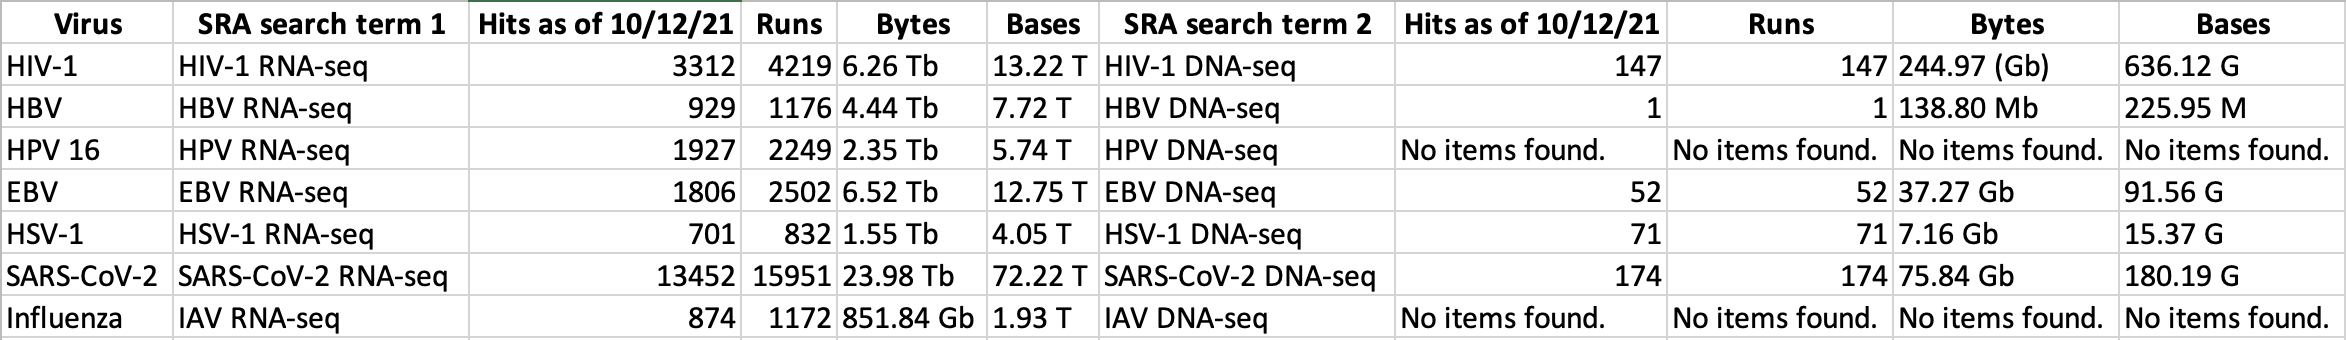 Virus SRA search term 1 Hits as of 10/12/21 Runs Bytes Bases SRA search term 2 Hits as of 10/12/21 Runs Bytes Bases
HIV-1 HIV-1 RNA-seq 3312 4219 6.26 Tb 13.22 T HIV-1 DNA-seq 147 147 244.97 (Gb) 636.12 G
HBV HBV RNA-seq 929 1176 4.44 Tb 7.72 T HBV DNA-seq 1 1 138.80 Mb 225.95 M
HPV 16 HPV RNA-seq 1927 2249 2.35 Tb 5.74 T HPV DNA-seq No items found. No items found. No items found. No items found.
EBV EBV RNA-seq 1806 2502 6.52 Tb 12.75 T EBV DNA-seq 52 52 37.27 Gb 91.56 G
HSV-1 HSV-1 RNA-seq 701 832 1.55 Tb 4.05 T HSV-1 DNA-seq 71 71 7.16 Gb 15.37 G
SARS-CoV-2 SARS-CoV-2 RNA-seq 13452 15951 23.98 Tb 72.22 T SARS-CoV-2 DNA-seq 174 174 75.84 Gb 180.19 G
Influenza IAV RNA-seq 874 1172 851.84 Gb 1.93 T IAV DNA-seq No items found. No items found. No items found. No items found.